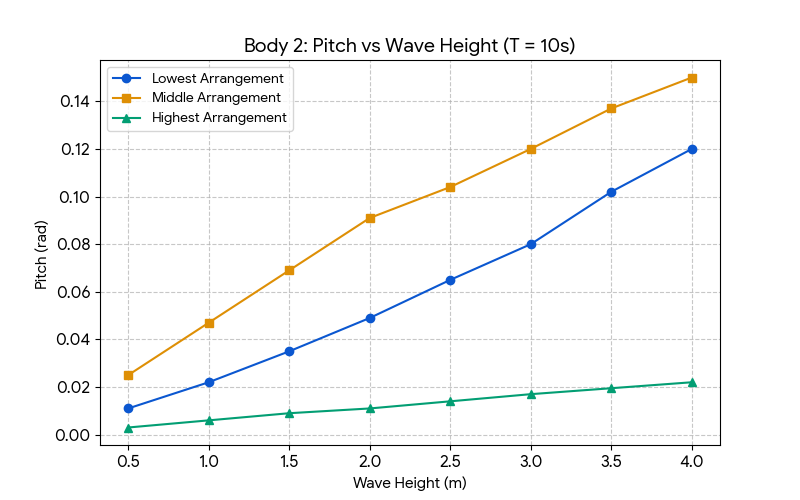 Body 2: Pitch vs Wave Height (T = 10s)
Lowest Arrangement
Middle Arrangement
Highest Arrangement
Pitch (rad)
0.14
0.12
0.10
0.08
0.06
0.04
0.02
0.00
0.5 1.0 1.5 2.0 2.5 3.0 3.5 4.0
Wave Height (m)